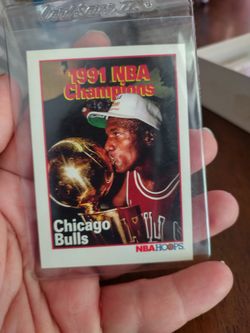 1991 NBA
Champions
Chicago
Bulls
NBA HOOPS